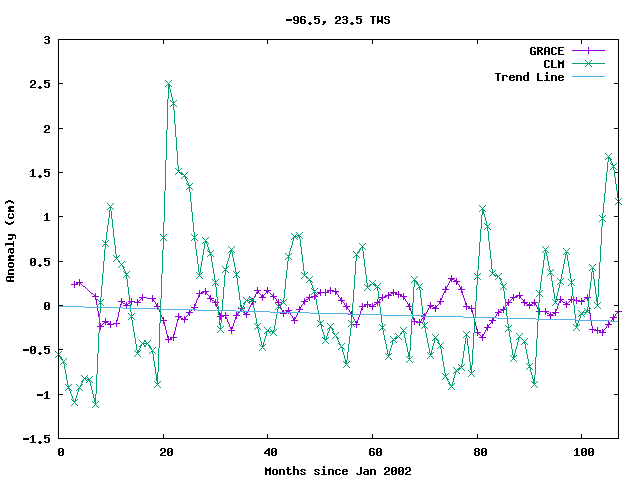 -96.5, 23.5 TWS
3
2.5
2
1.5
1
0.5
0
-0.5
-1
-1.5
Anomaly (cm)
GRACE
CLM
Trend Line
0 20 40 60 80 100
Months since Jan 2002